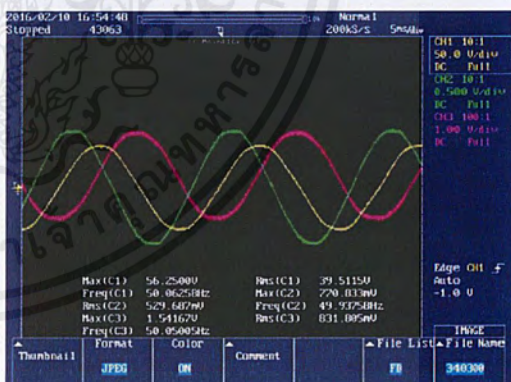 2016/02/10 16:54:48
Normal
Stopped 43063 200kS/s 5ms/div
CH1 10:1
50.0 V/div
DC Full
CH2 10:1
0.500 V/div
DC Full
CH3 100:1
1.00 V/div
DC Full
Edge CH1
Auto
-1.0 V
Max(C1) 56.2500V Rms(C1) 39.5115V
Freq(C1) 50.06258Hz Max(C2) 770.833mV
Rms(C2) 529.687mV Freq(C2) 49.93758Hz
Max(C3) 1.54167V Rms(C3) 831.805mV
Freq(C3) 50.05005Hz
IMAGE
Thumbnail Format Color Comment File List File Name
JPEG ON FD 340300